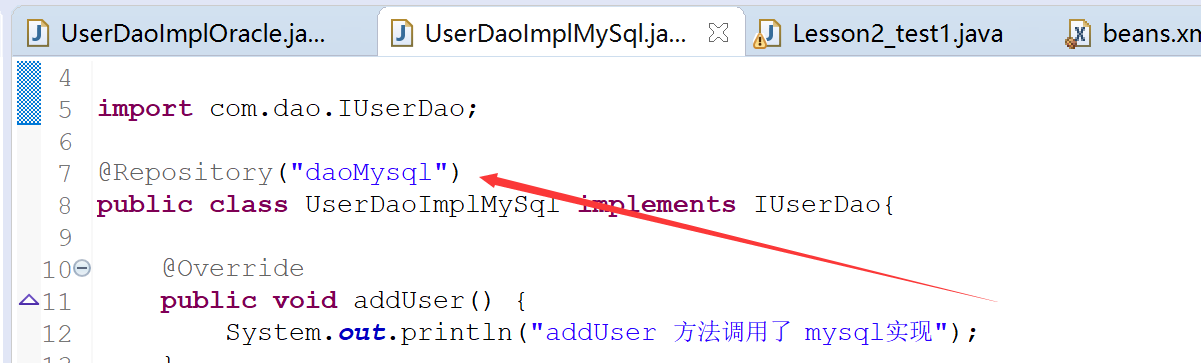 UserDaoImplOracle.ja...
UserDaoImplMySql.ja...
Lesson2_test1.java
beans.xm
4
5 import com.dao.IUserDao;
6
7 @Repository("daoMysql")
8 public class UserDaoImplMySql implements IUserDao{
9
10 @Override
11 public void addUser() {
12 System.out.println("addUser 方法调用了 mysql实现");
13 }